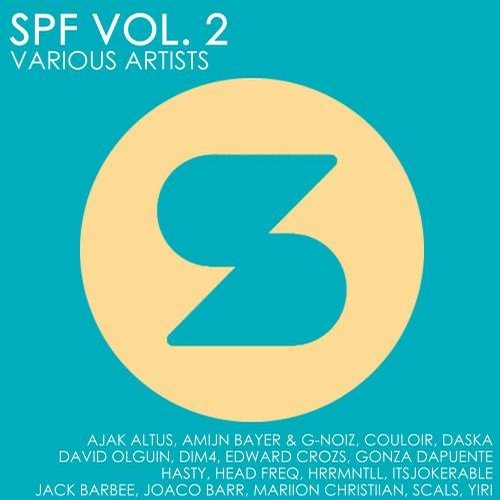 SPF VOL. 2
VARIOUS ARTISTS
AJAK ALTUS, AMIJN BAYER & G-NOIZ, COULOIR, DASKA
DAVID OLGUIN, DIM4, EDWARD CROZS, GONZA DAPUENTE
HASTY, HEAD FREQ, HRRMNTLL, ITSJOKERBALL
JACK BARBEE, JOACO BARR, MARIION CHRISTIIAN, SCALS, YIRI